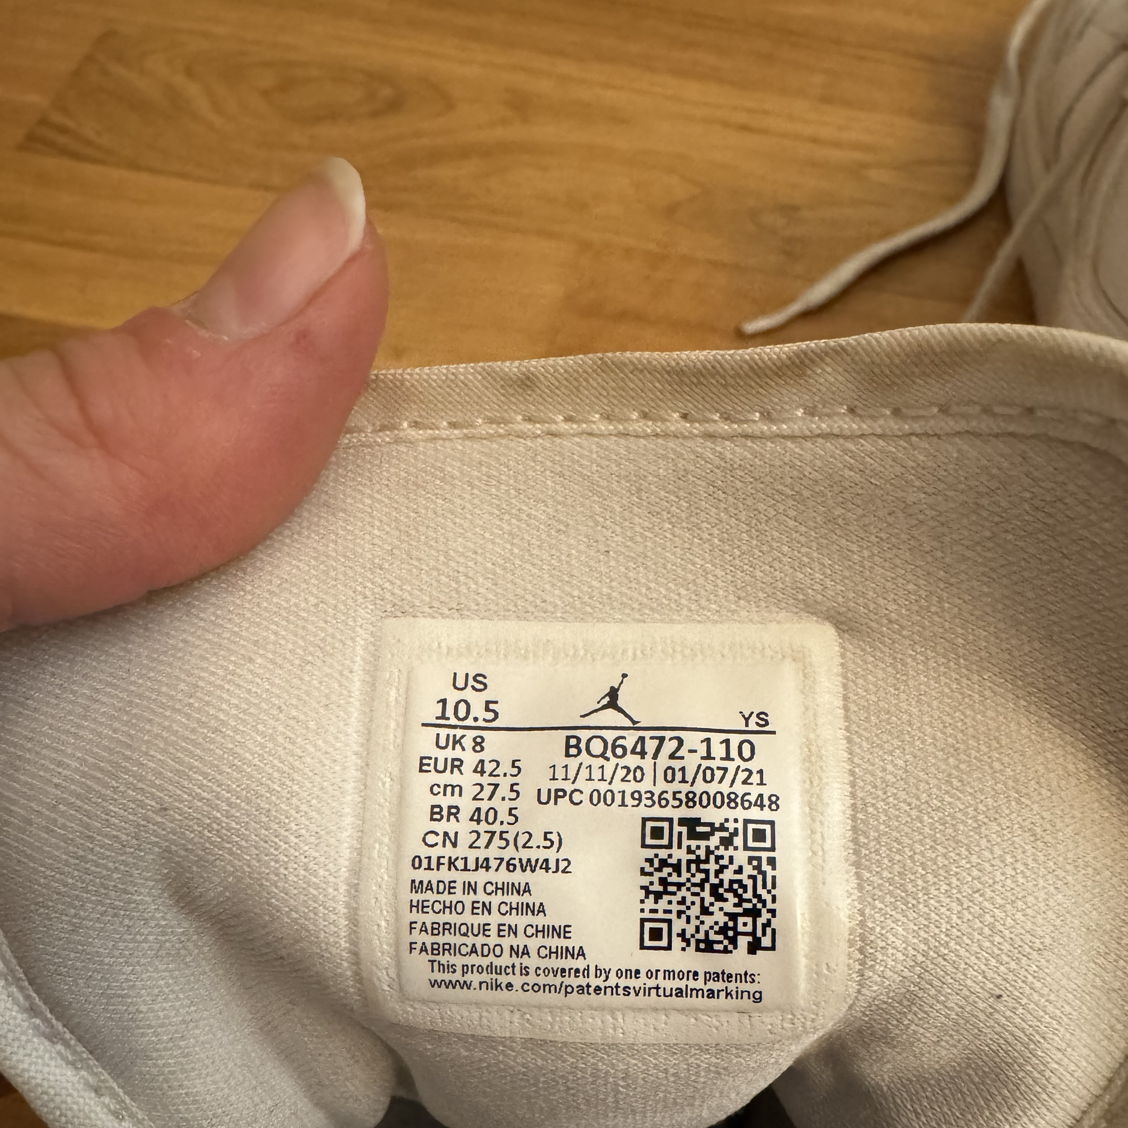 US
10.5
YS
UK 8
BQ6472-110
EUR 42.5
11/11/20 | 01/07/21
cm 27.5
UPC 00193658008648
BR 40.5
CN 275(2.5)
01FK1J476W4J2
MADE IN CHINA
HECHO EN CHINA
FABRIQUE EN CHINE
FABRICADO NA CHINA
This product is covered by one or more patents:
www.nike.com/patentsvirtualmarking